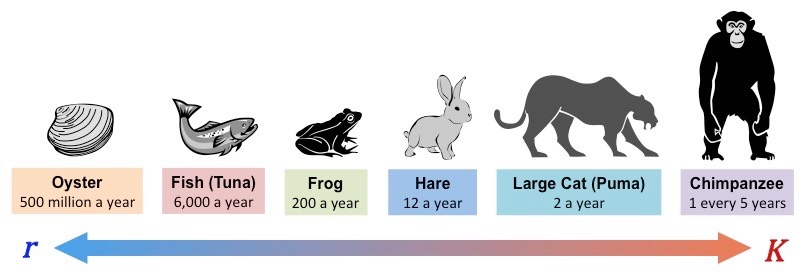 Oyster
500 million a year
Fish (Tuna)
6,000 a year
Frog
200 a year
Hare
12 a year
Large Cat (Puma)
2 a year
Chimpanzee
1 every 5 years
r
K